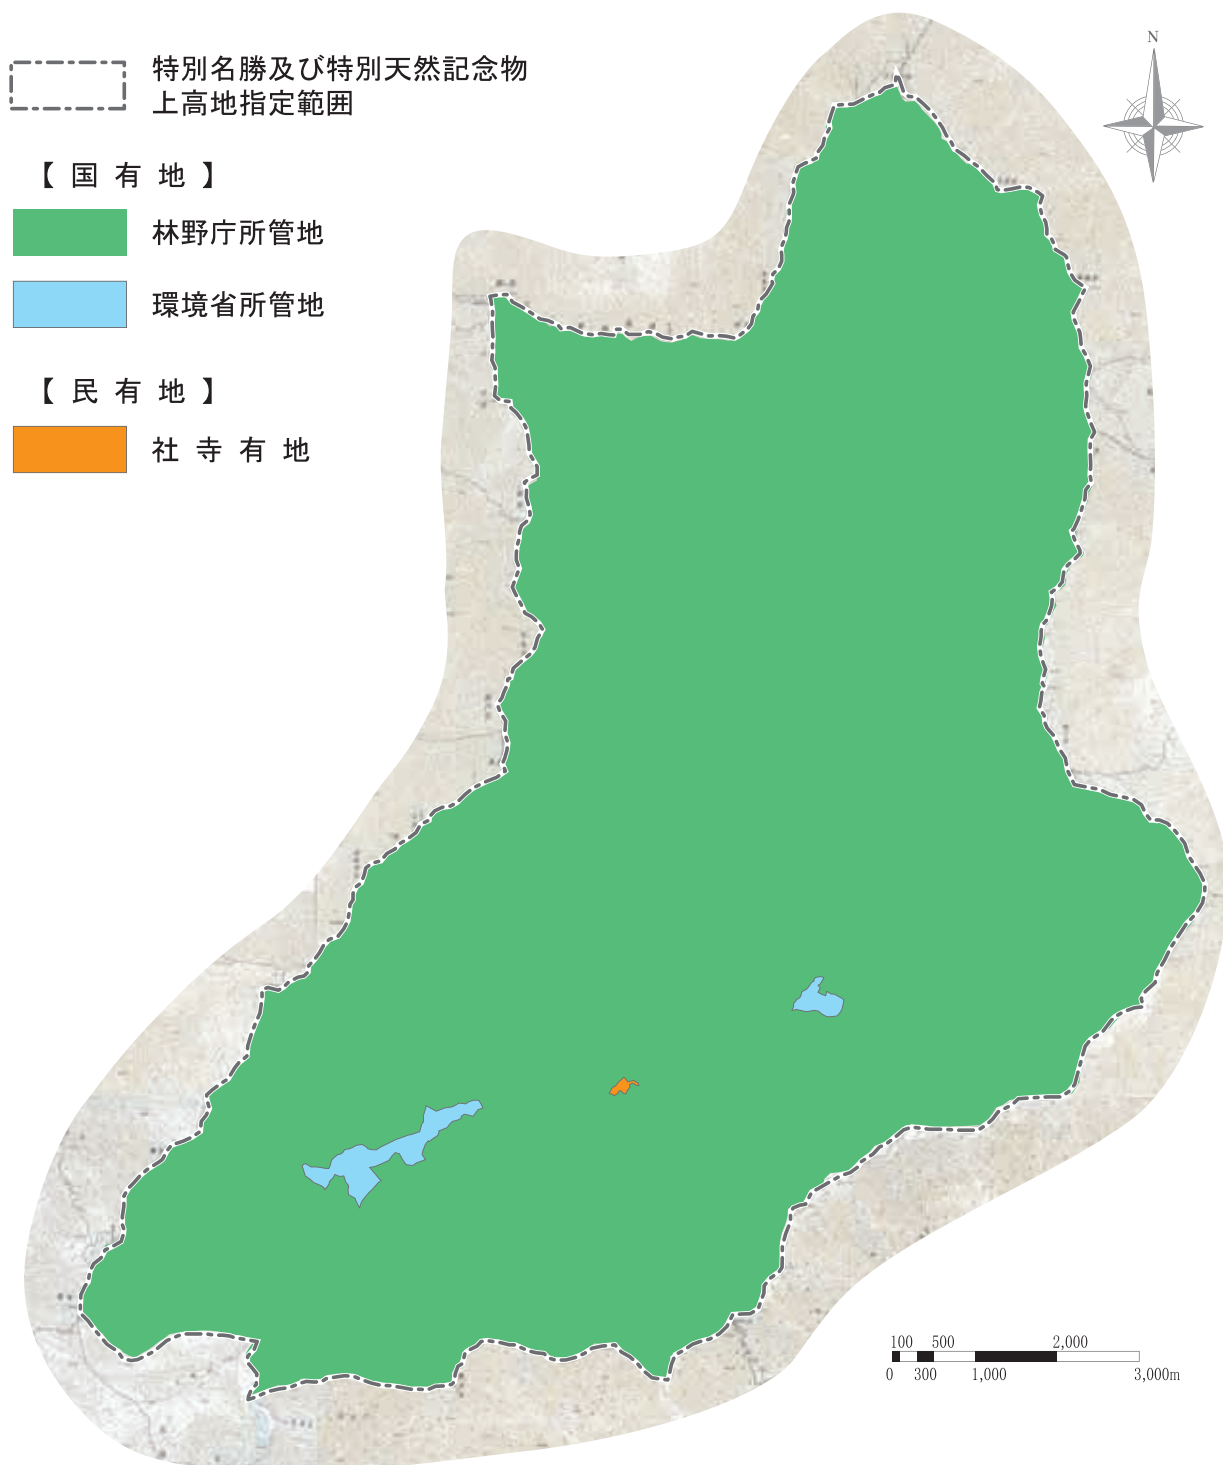 特別名勝及び特別天然記念物
上高地指定範囲
【 国 有 地 】
林野庁所管地
環境省所管地
【 民 有 地 】
社 寺 有 地
N
100 500 2,000
0 300 1,000 3,000m